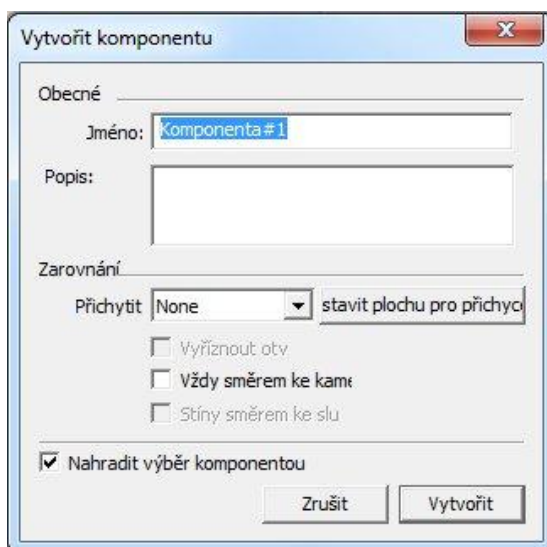 Vytvořit komponentu
Obecné
Jméno: Komponenta#1
Popis:
Zarovnání
Přichytit None stavit plochu pro přichyc
Vyříznout otv
Vždy směrem ke kame
Stíny směrem ke slu
Nahradit výběr komponentou
Zrušit Vytvořit